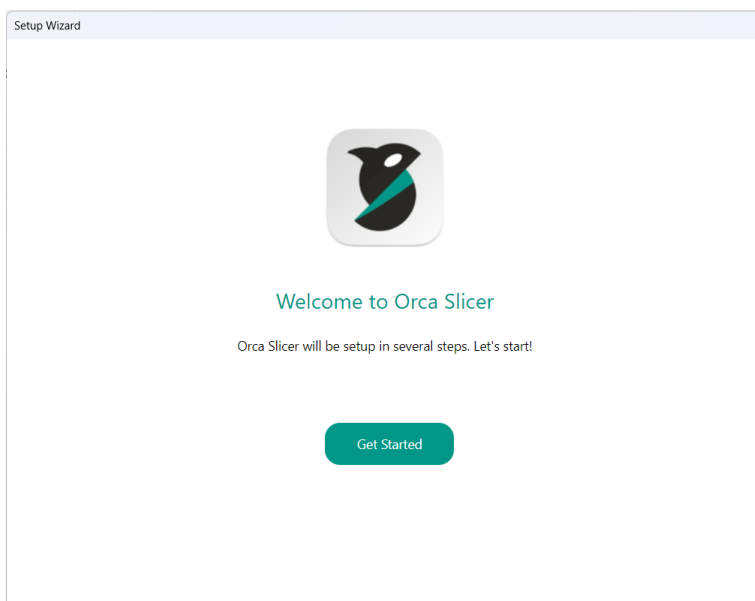 Setup Wizard
Welcome to Orca Slicer
Orca Slicer will be setup in several steps. Let's start!
Get Started